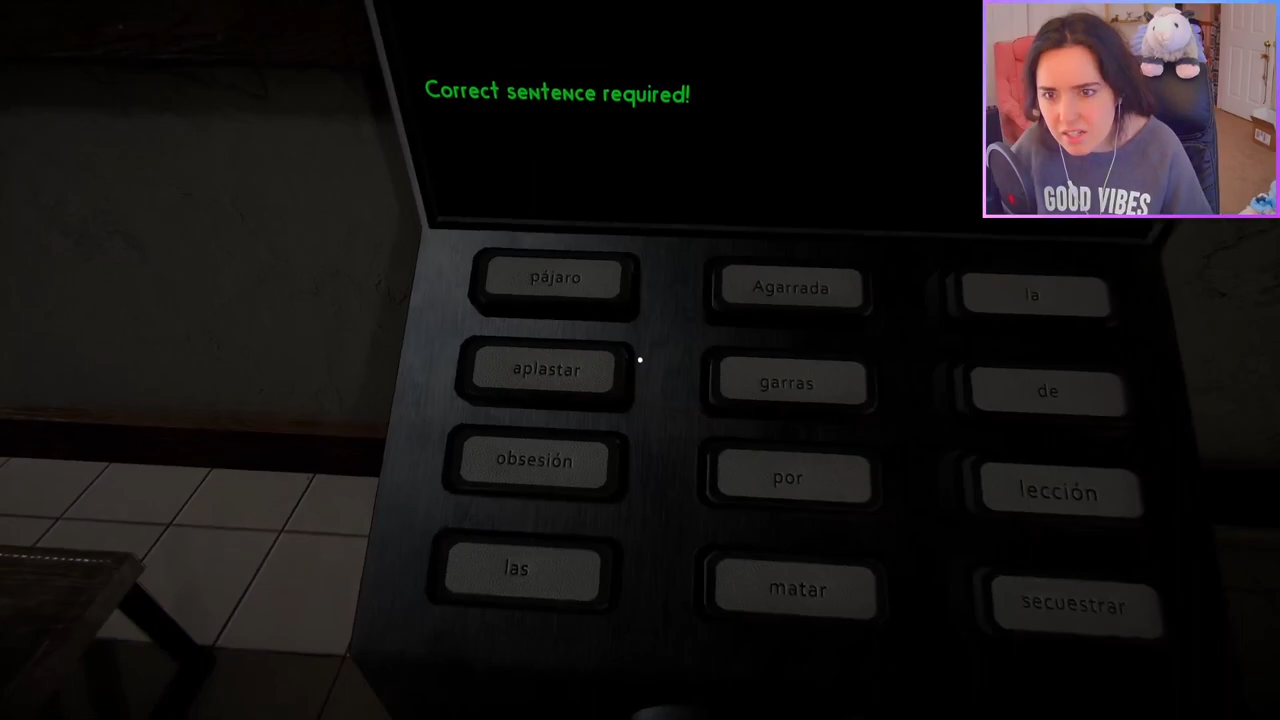 Correct sentence required!
GOOD VIBES
pájaro Agarrada la
aplastar garras de
obsesión por lección
las matar secuestrar